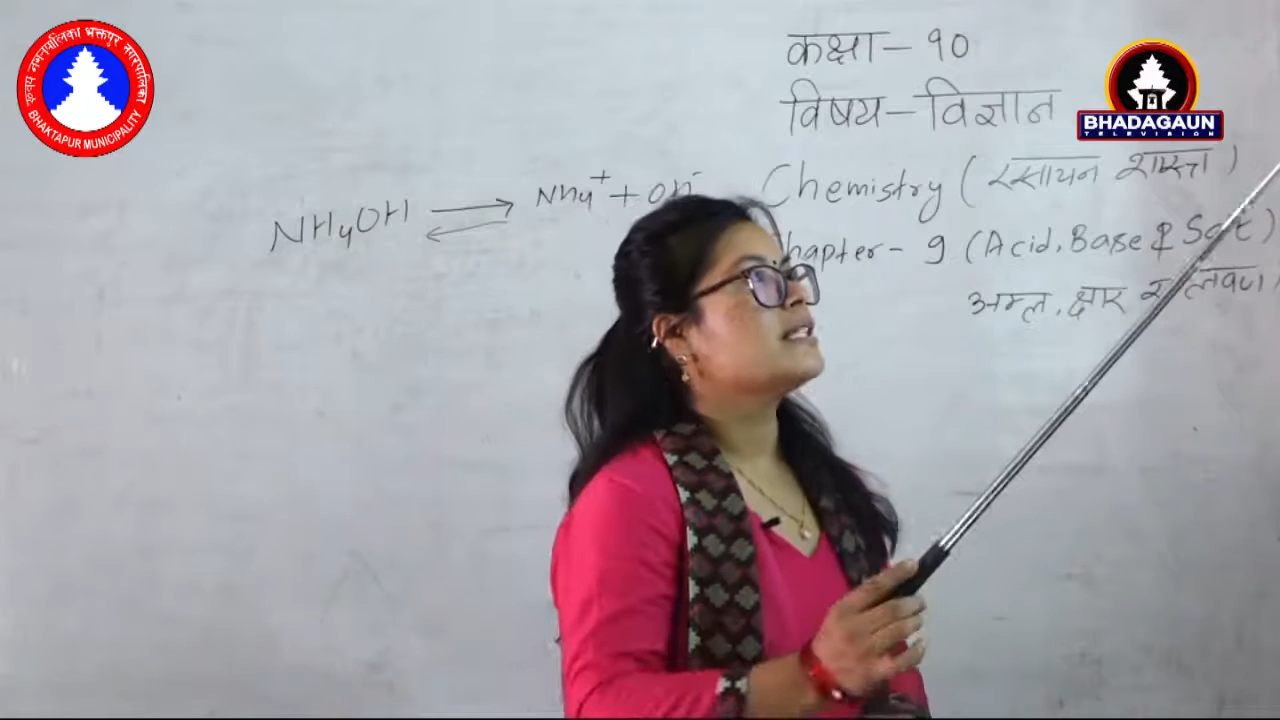 कक्षा - १०
विषय - विज्ञान
Chemistry (रसायन शास्त्र)
Chapter - 9 (Acid, Base & Salt)
अम्ल, क्षार र लवण
NH4OH ⇌ NH4+ + OH-
BHAKTAPUR MUNICIPALITY
BHADAGAUN
TELEVISION